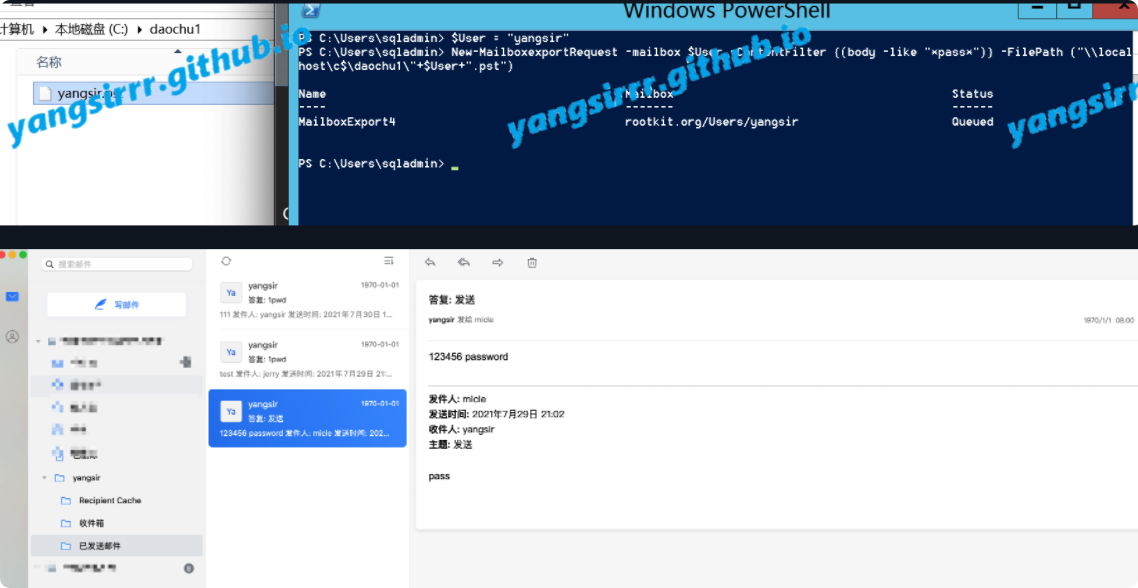 Windows PowerShell
计算机 ▸ 本地磁盘 (C:) ▸ daochu1
名称
yangsir.
PS C:\Users\sqladmin> $User = "yangsir"
PS C:\Users\sqladmin> New-MailboxexportRequest -mailbox $User -ContentFilter ((body -like "*pass*")) -FilePath ("\\local
host\c$\daochu1\"+$User+".pst")
Name Mailbox Status
---- ------- ------
MailboxExport4 rootkit.org/Users/yangsir Queued
PS C:\Users\sqladmin>
yangsirrr.github.io
yangsirrr.github.io
yangsirr
搜索邮件
写邮件
yangsir
Recipient Cache
收件箱
已发送邮件
Ya
yangsir 1970-01-01
答复: 1pwd
111 发件人: yangsir 发送时间: 2021年7月30日 1...
Ya
yangsir 1970-01-01
答复: 1pwd
test 发件人: jerry 发送时间: 2021年7月29日 21:...
Ya
yangsir 1970-01-01
答复: 发送
123456 password 发件人: micle 发送时间: 202...
答复: 发送
yangsir 发给 micle 1970/1/1 08:00
123456 password
发件人: micle
发送时间: 2021年7月29日 21:02
收件人: yangsir
主题: 发送
pass